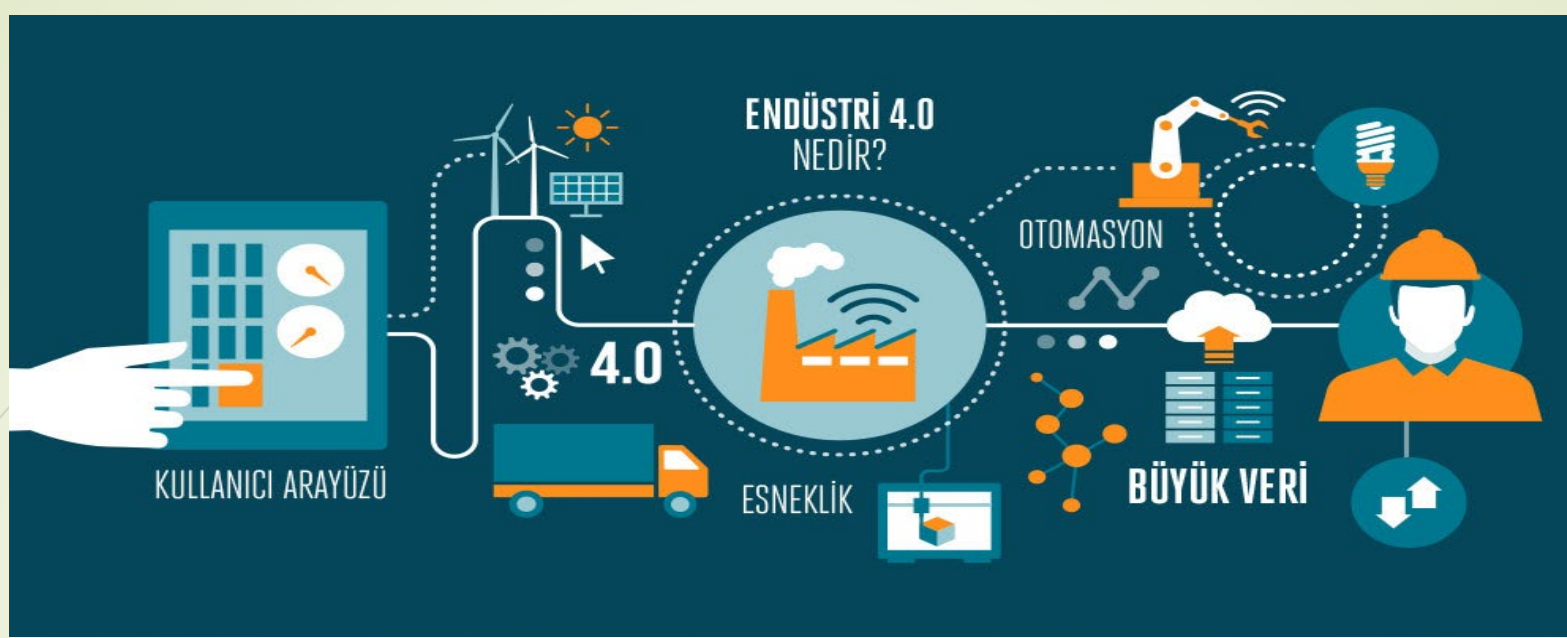 ENDÜSTRİ 4.0
NEDİR?
OTOMASYON
4.0
KULLANICI ARAYÜZÜ
ESNEKLİK
BÜYÜK VERİ